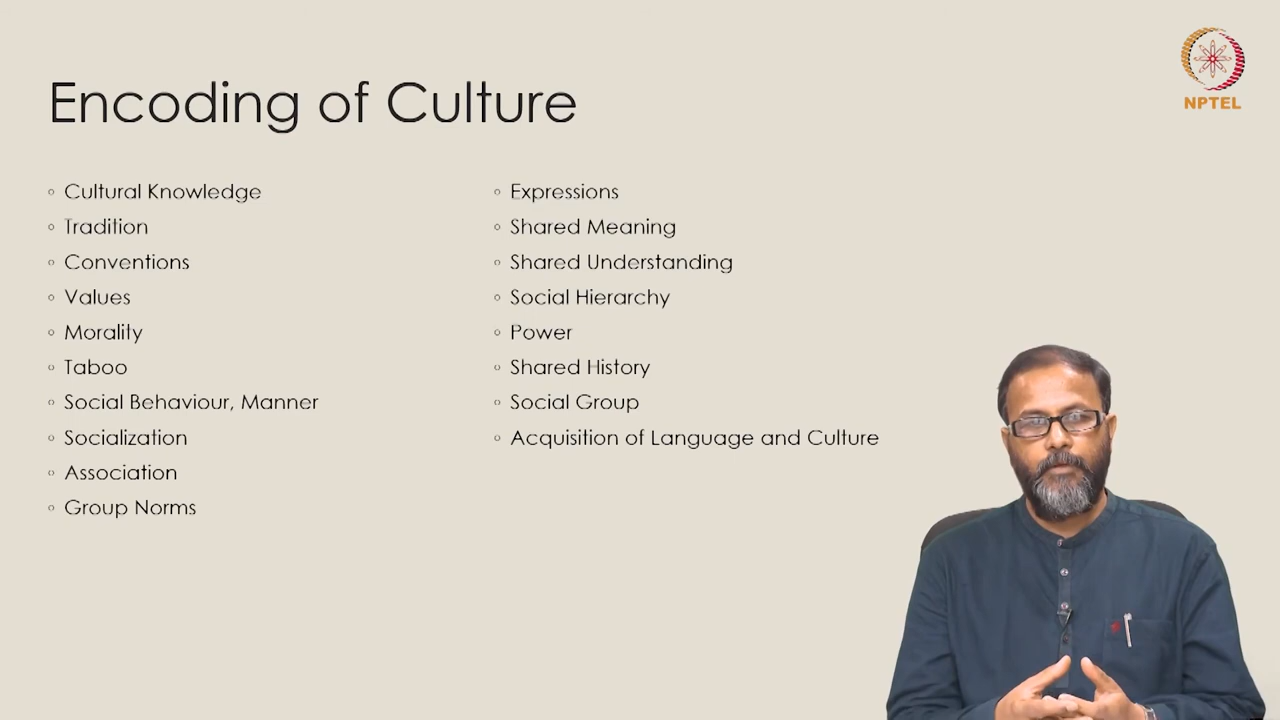 NPTEL
Encoding of Culture
Cultural Knowledge
Tradition
Conventions
Values
Morality
Taboo
Social Behaviour, Manner
Socialization
Association
Group Norms
Expressions
Shared Meaning
Shared Understanding
Social Hierarchy
Power
Shared History
Social Group
Acquisition of Language and Culture